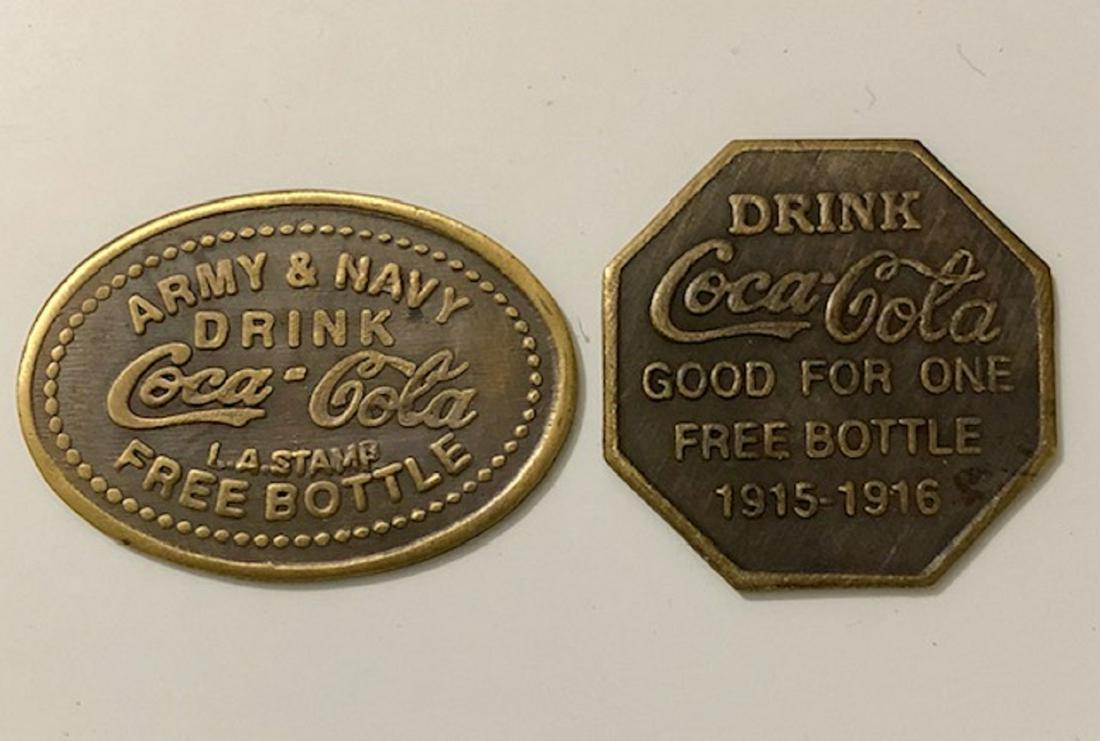 ARMY & NAVY
DRINK
Coca-Cola
L.A.STAMP
FREE BOTTLE
DRINK
Coca-Cola
GOOD FOR ONE
FREE BOTTLE
1915-1916